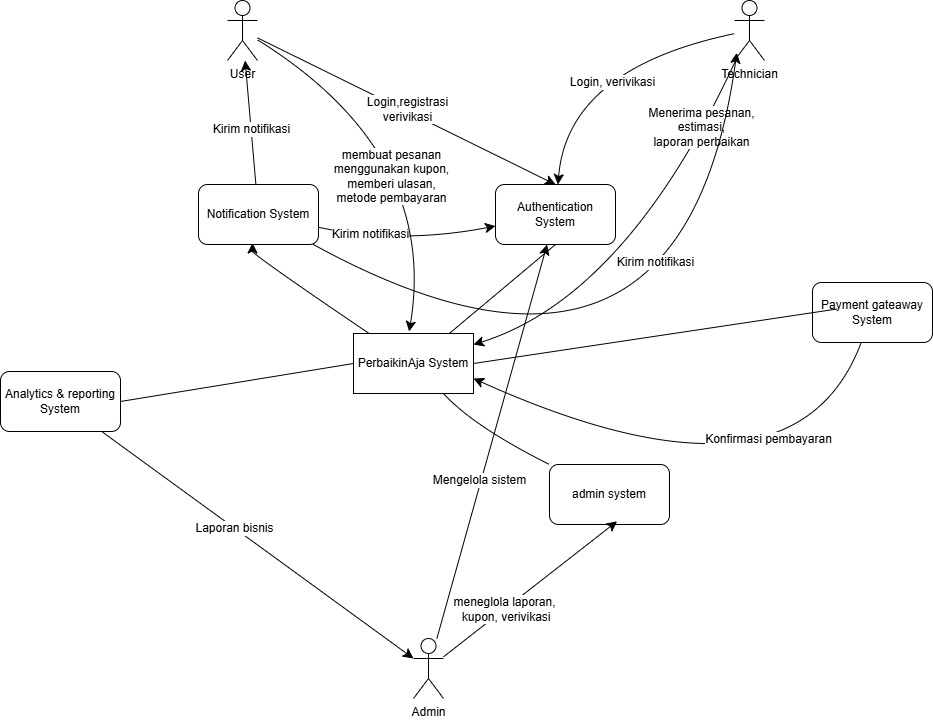 User
Technician
Login, verivikasi
Login,registrasi
verivikasi
Menerima pesanan,
estimasi,
laporan perbaikan
Kirim notifikasi
membuat pesanan
menggunakan kupon,
memberi ulasan,
metode pembayaran
Notification System
Authentication
System
Kirim notifikasi
Kirim notifikasi
Payment gateaway
System
PerbaikinAja System
Analytics & reporting
System
Konfirmasi pembayaran
Mengelola sistem
admin system
Laporan bisnis
meneglola laporan,
kupon, verivikasi
Admin